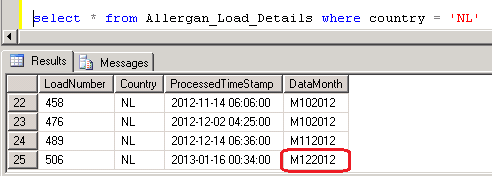 select * from Allergan_Load_Details where country = 'NL'
Results Messages
LoadNumber Country ProcessedTimeStamp DataMonth
22 458 NL 2012-11-14 06:06:00 M102012
23 476 NL 2012-12-02 04:25:00 M102012
24 489 NL 2012-12-14 06:36:00 M112012
25 506 NL 2013-01-16 00:34:00 M122012